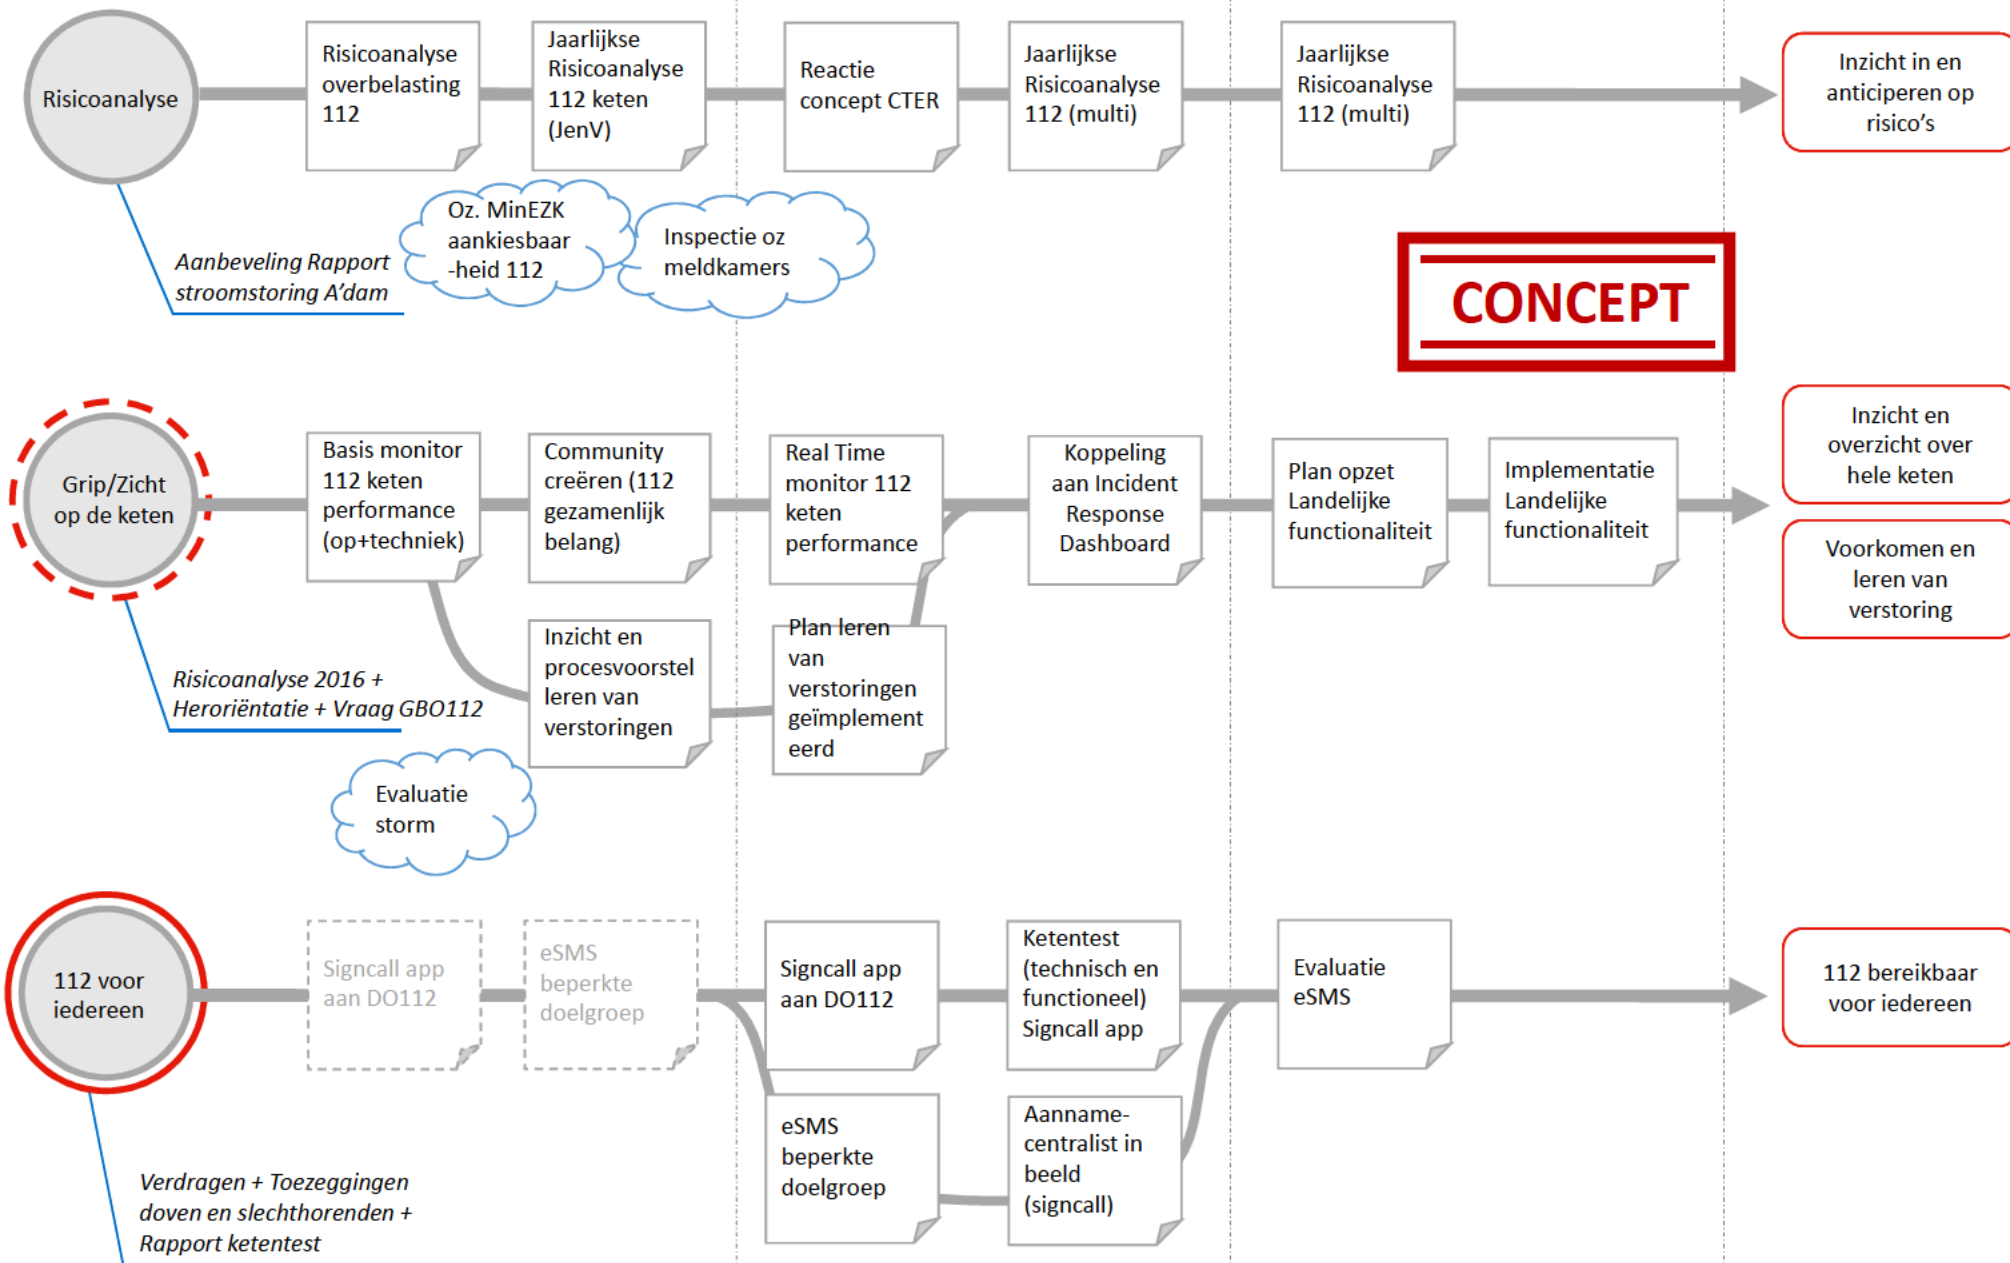 Risicoanalyse
Risicoanalyse
overbelasting
112
Jaarlijkse
Risicoanalyse
112 keten
(JenV)
Reactie
concept CTER
Jaarlijkse
Risicoanalyse
112 (multi)
Jaarlijkse
Risicoanalyse
112 (multi)
Inzicht in en
anticiperen op
risico's
Aanbeveling Rapport
stroomstoring A'dam
Oz. MinEZK
aankiesbaar
-heid 112
Inspectie oz
meldkamers
CONCEPT
Grip/Zicht
op de keten
Basis monitor
112 keten
performance
(op+techniek)
Community
creëren (112
gezamenlijk
belang)
Real Time
monitor 112
keten
performance
Koppeling
aan Incident
Response
Dashboard
Plan opzet
Landelijke
functionaliteit
Implementatie
Landelijke
functionaliteit
Inzicht en
overzicht over
hele keten
Voorkomen en
leren van
verstoring
Inzicht en
procesvoorstel
leren van
verstoringen
Plan leren
van
verstoringen
geïmplement
eerd
Risicoanalyse 2016 +
Heroriëntatie + Vraag GBO112
Evaluatie
storm
112 voor
iedereen
Signcall app
aan DO112
eSMS
beperkte
doelgroep
Signcall app
aan DO112
Ketentest
(technisch en
functioneel)
Signcall app
Evaluatie
eSMS
112 bereikbaar
voor iedereen
eSMS
beperkte
doelgroep
Aanname-
centralist in
beeld
(signcall)
Verdragen + Toezeggingen
doven en slechthorenden +
Rapport ketentest